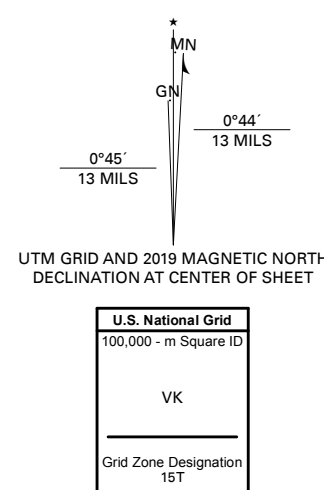 ★
MN
GN
0°44´
13 MILS
0°45´
13 MILS
UTM GRID AND 2019 MAGNETIC NORTH
DECLINATION AT CENTER OF SHEET
U.S. National Grid
100,000 - m Square ID
VK
Grid Zone Designation
15T